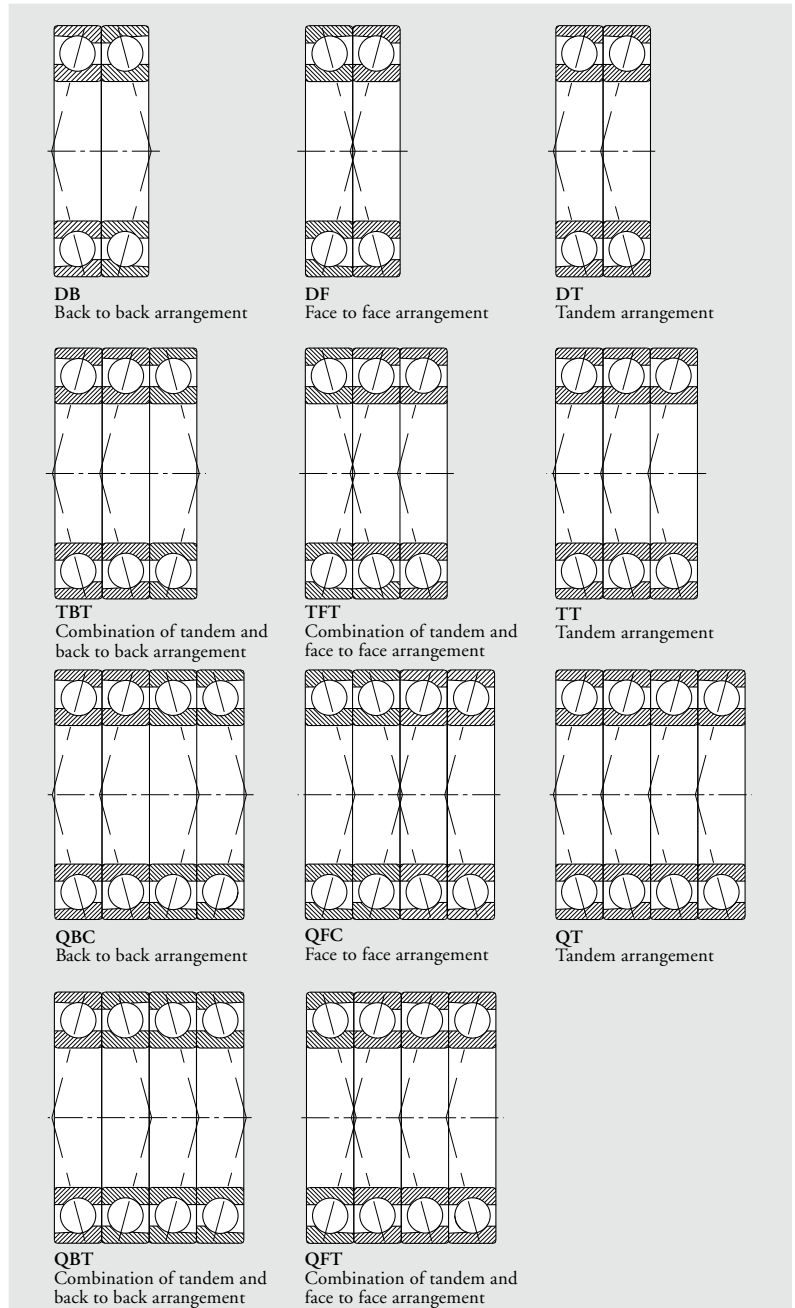 DB
Back to back arrangement
DF
Face to face arrangement
DT
Tandem arrangement
TBT
Combination of tandem and
back to back arrangement
TFT
Combination of tandem and
face to face arrangement
TT
Tandem arrangement
QBC
Back to back arrangement
QFC
Face to face arrangement
QT
Tandem arrangement
QBT
Combination of tandem and
back to back arrangement
QFT
Combination of tandem and
face to face arrangement